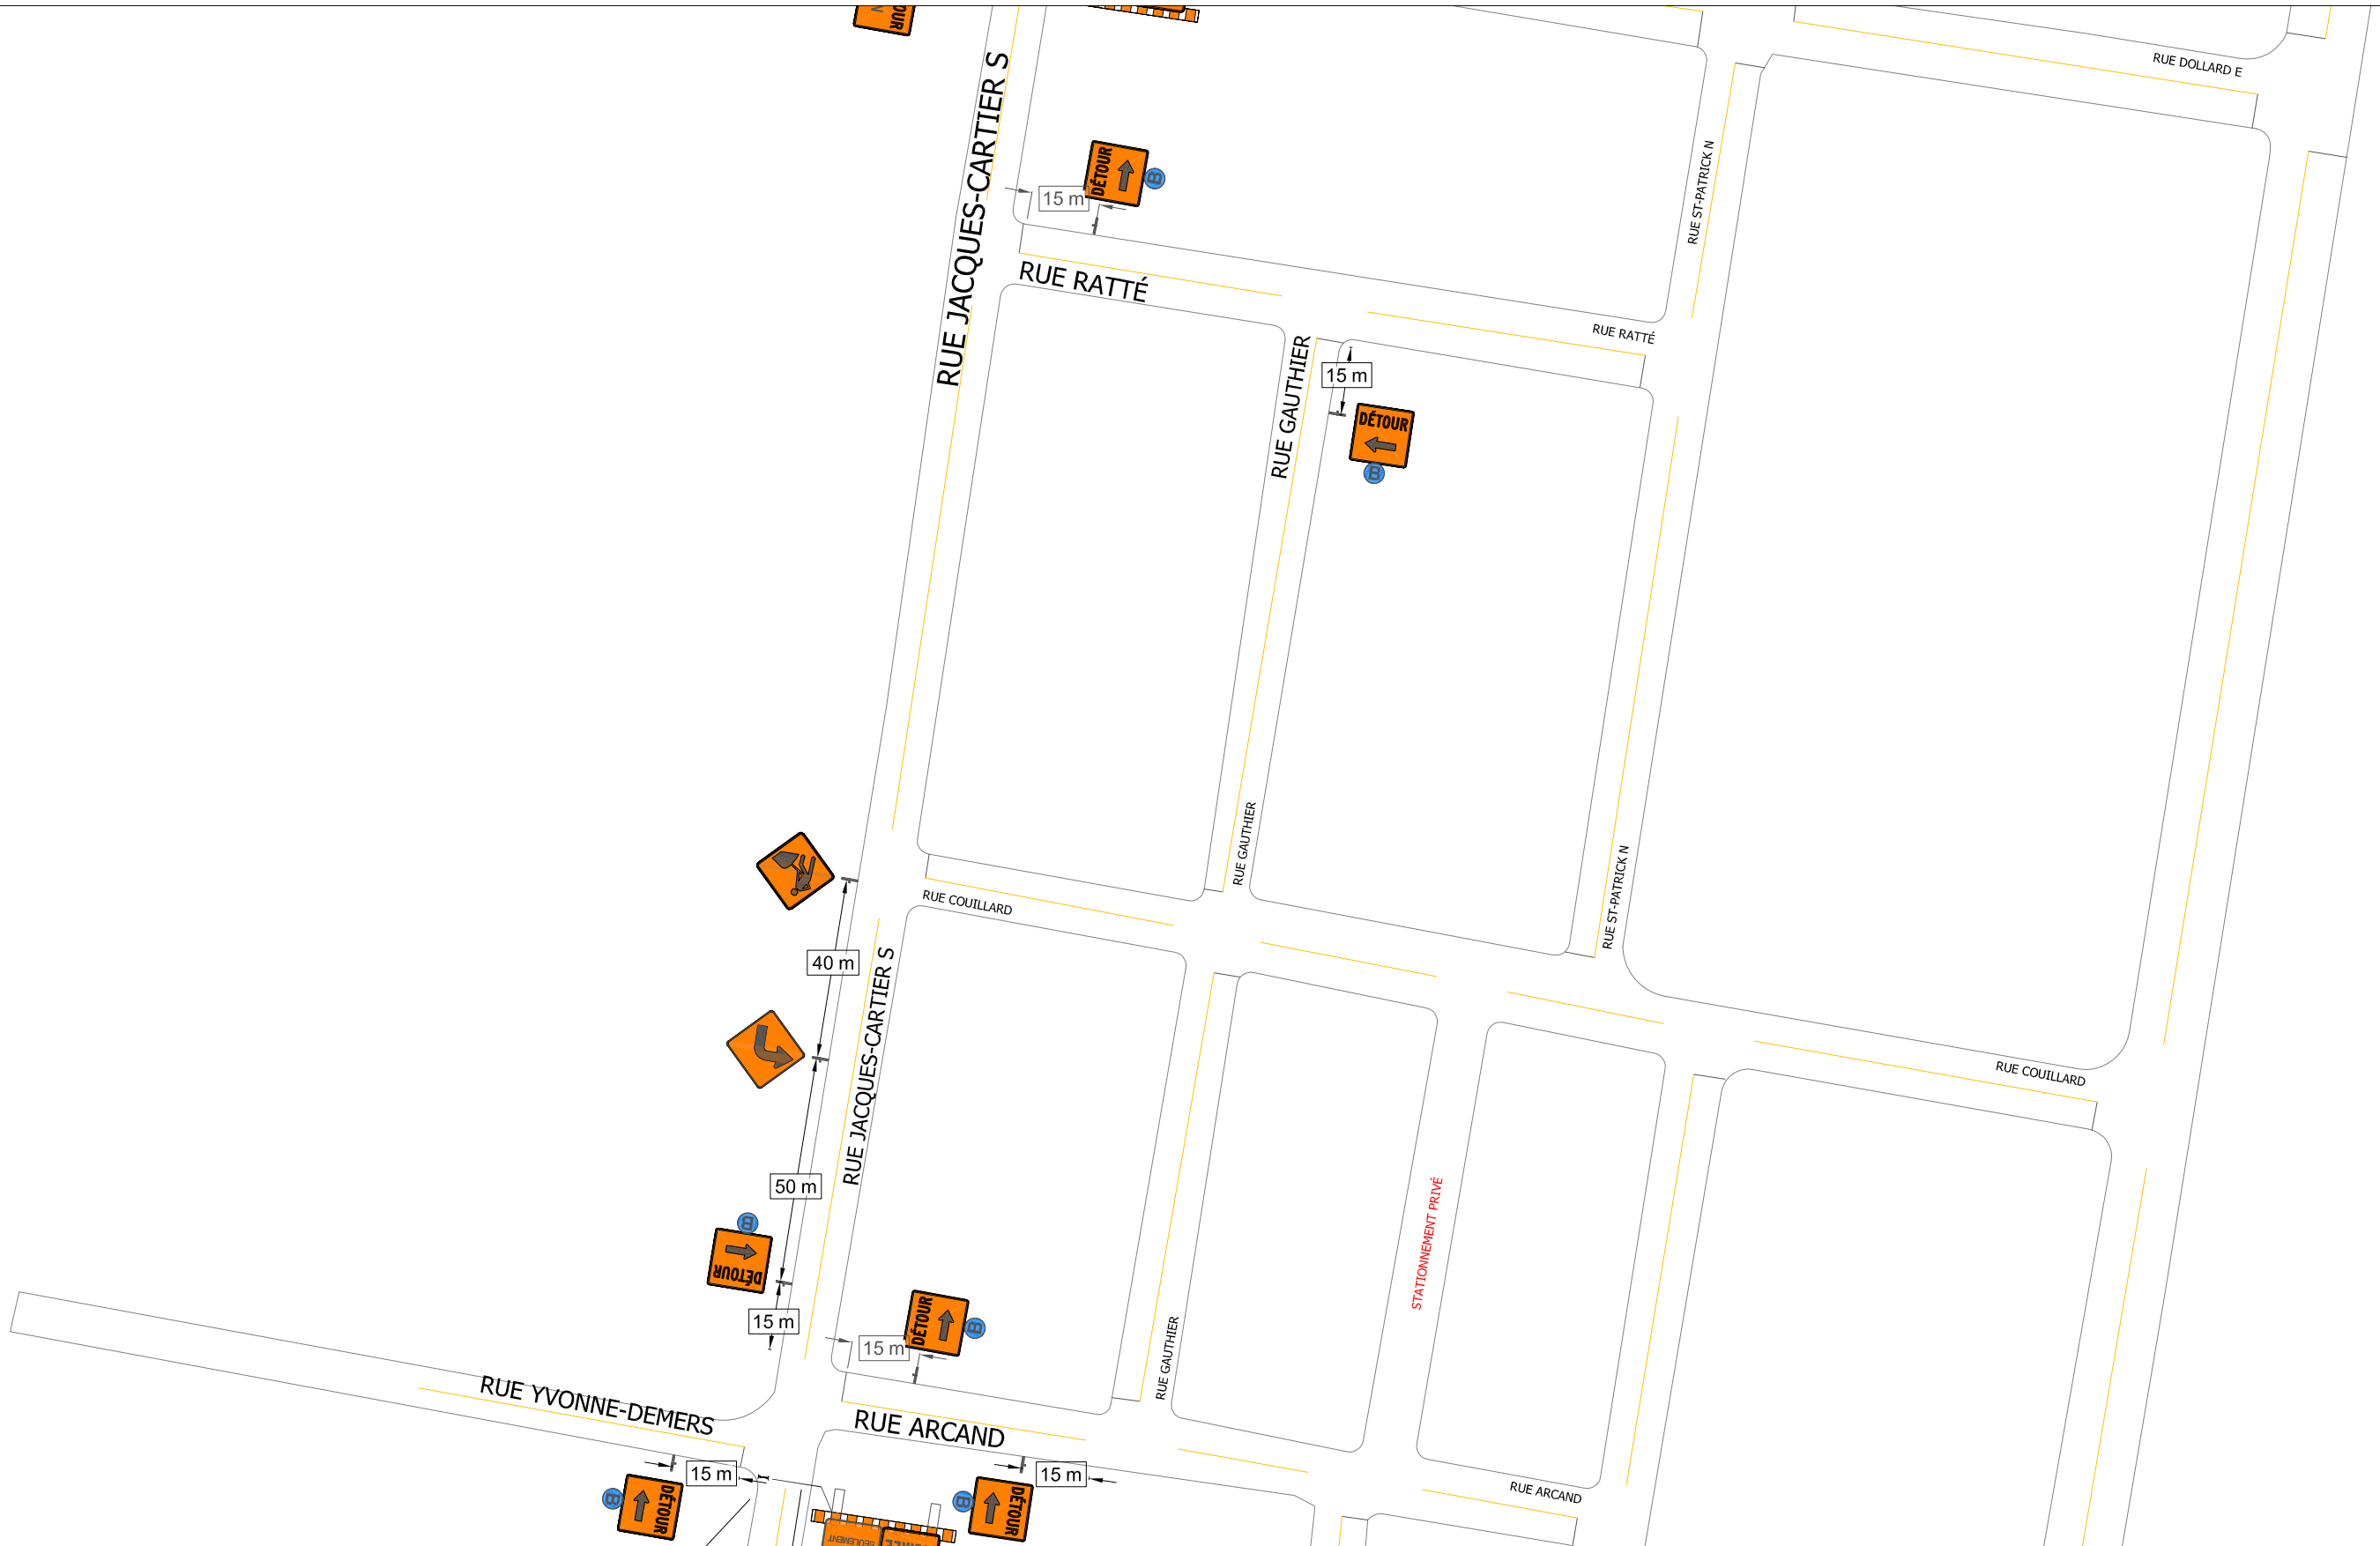 OUR
N
RUE DOLLARD E
RUE JACQUES-CARTIER S
DÉTOUR
B
15 m
RUE ST-PATRICK N
RUE RATTÉ
RUE RATTÉ
RUE GAUTHIER
15 m
DÉTOUR
B
RUE GAUTHIER
RUE ST-PATRICK N
RUE COUILLARD
40 m
RUE JACQUES-CARTIER S
RUE COUILLARD
50 m
STATIONNEMENT PRIVÉ
B
DÉTOUR
15 m
DÉTOUR
B
15 m
RUE GAUTHIER
RUE YVONNE-DEMERS
RUE ARCAND
RUE ARCAND
15 m
B
DÉTOUR
15 m
B
DÉTOUR
SEULEMENT